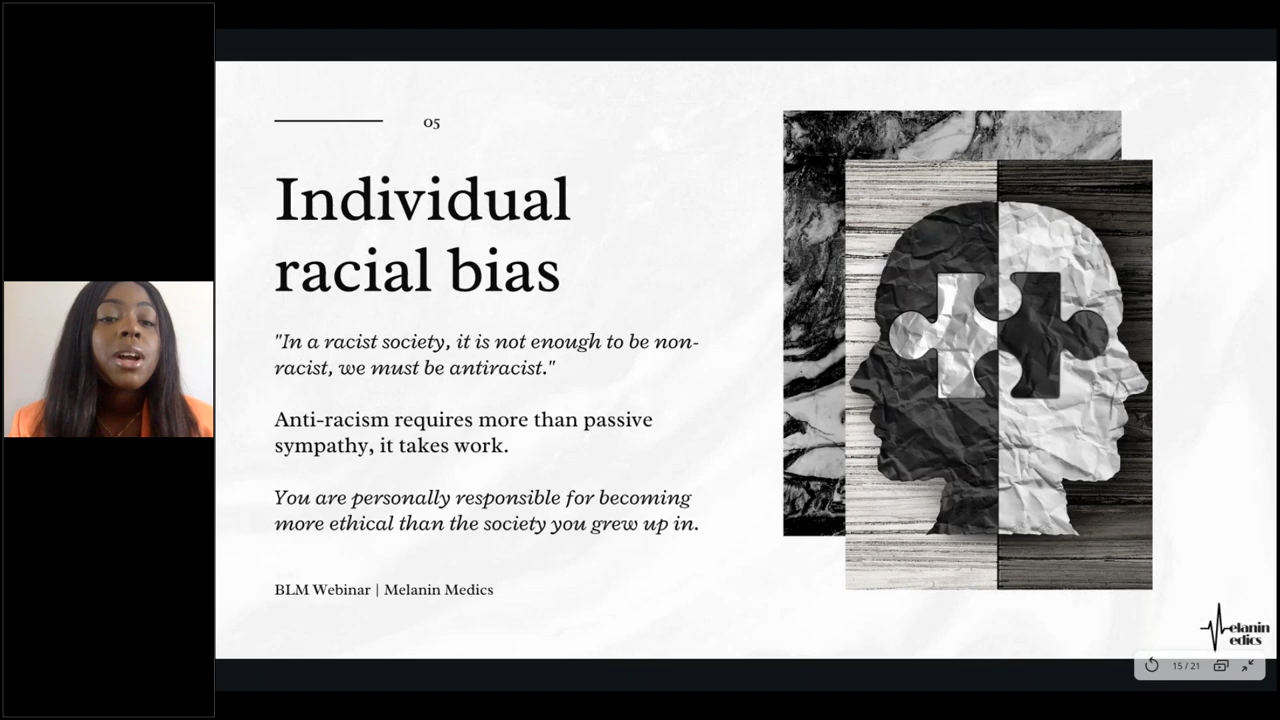 05
Individual
racial bias
"In a racist society, it is not enough to be non-
racist, we must be antiracist."
Anti-racism requires more than passive
sympathy, it takes work.
You are personally responsible for becoming
more ethical than the society you grew up in.
BLM Webinar | Melanin Medics
elanin
edics
15 / 21